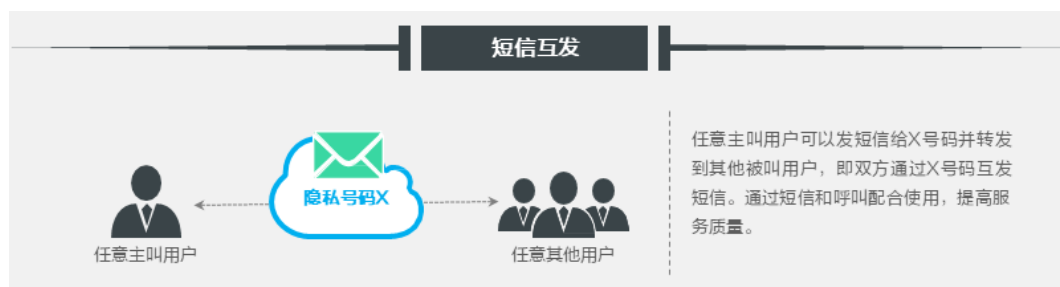 短信互发
隐私号码X
任意主叫用户
任意其他用户
任意主叫用户可以发短信给X号码并转发
到其他被叫用户，即双方通过X号码互发
短信。通过短信和呼叫配合使用，提高服
务质量。